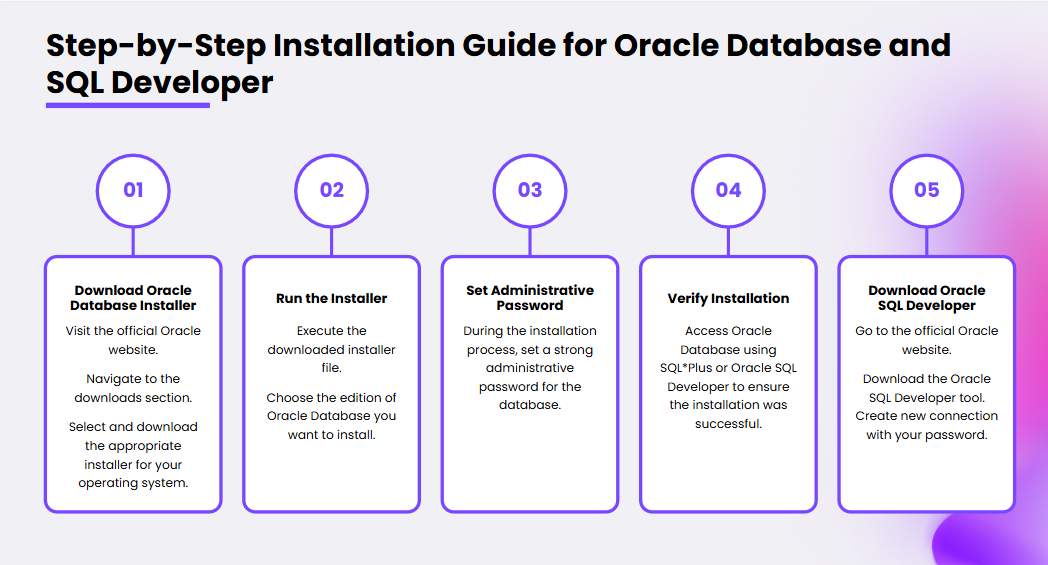 Step-by-Step Installation Guide for Oracle Database and
SQL Developer
01
Download Oracle
Database Installer
Visit the official Oracle
website.
Navigate to the
downloads section.
Select and download
the appropriate
installer for your
operating system.
02
Run the Installer
Execute the
downloaded installer
file.
Choose the edition of
Oracle Database you
want to install.
03
Set Administrative
Password
During the installation
process, set a strong
administrative
password for the
database.
04
Verify Installation
Access Oracle
Database using
SQL*Plus or Oracle SQL
Developer to ensure
the installation was
successful.
05
Download Oracle
SQL Developer
Go to the official Oracle
website.
Download the Oracle
SQL Developer tool.
Create new connection
with your password.